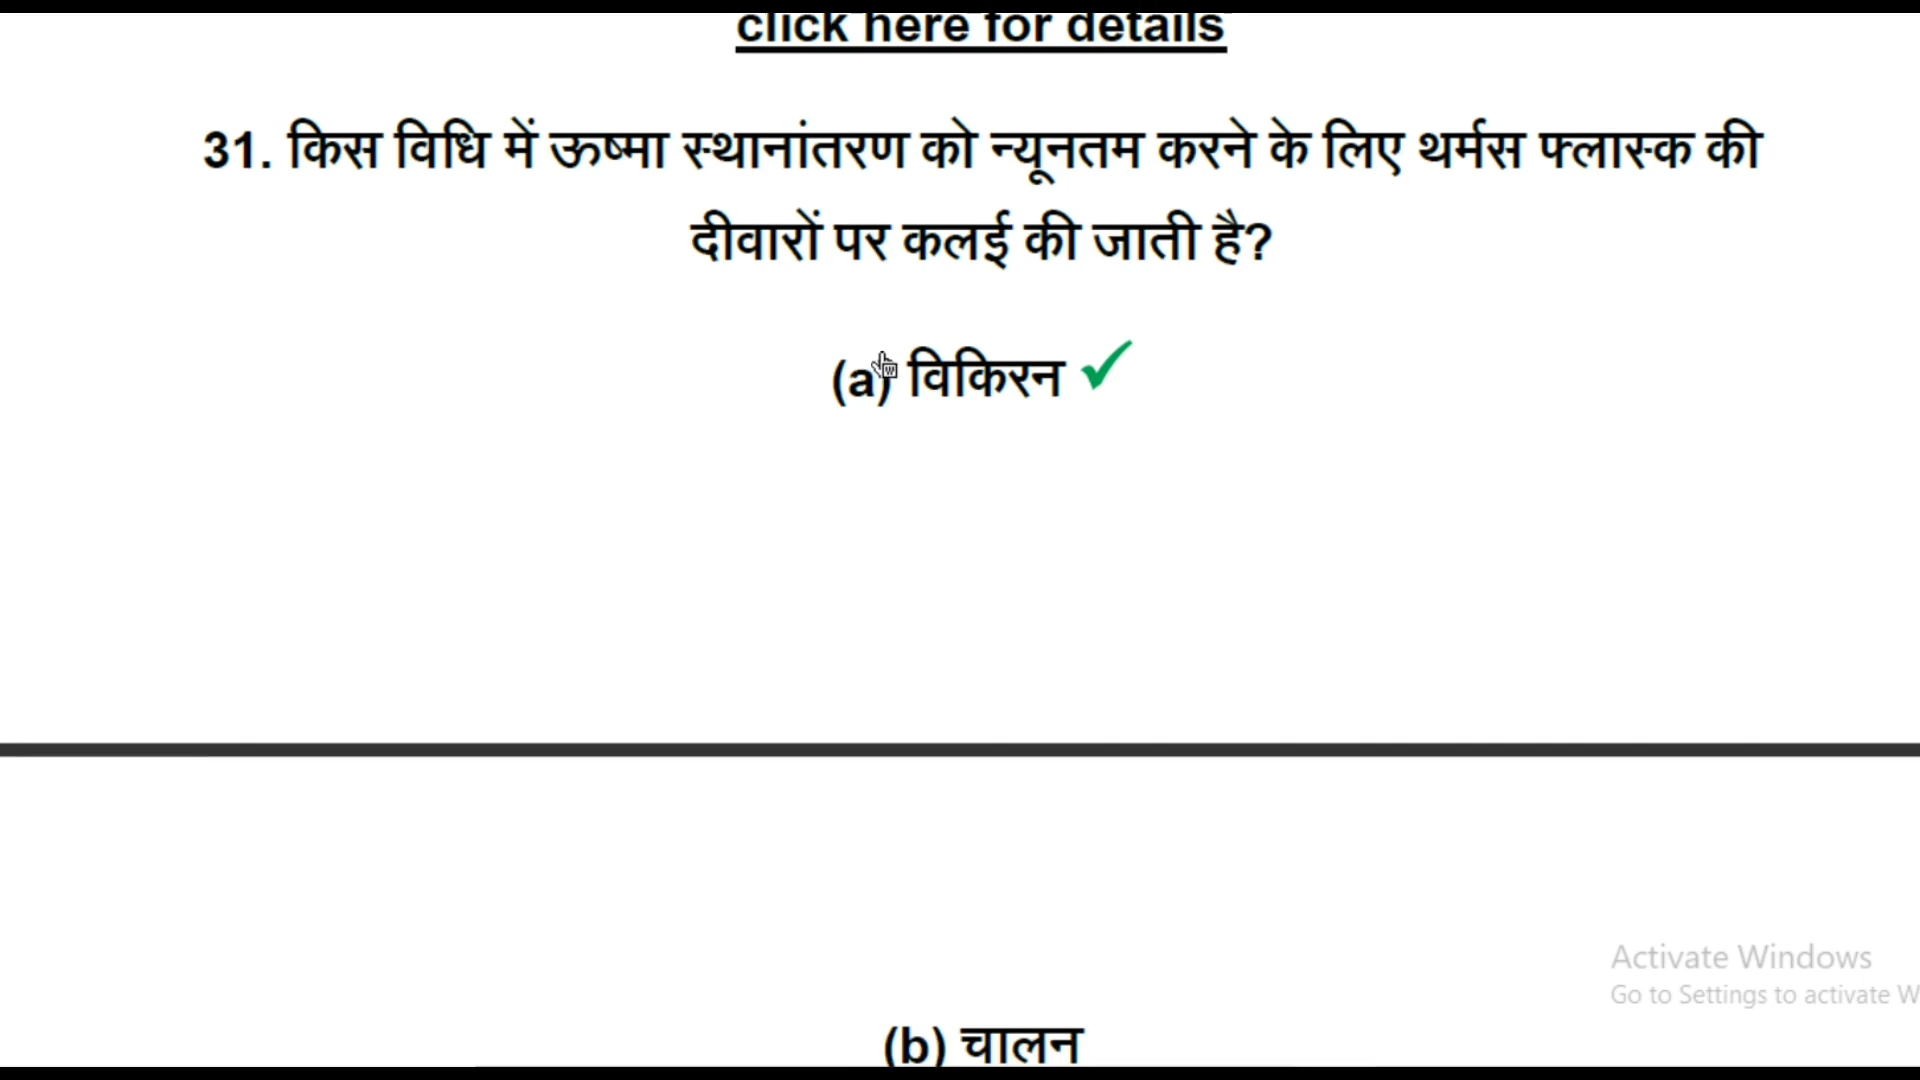 click here for details
31. किस विधि में ऊष्मा स्थानांतरण को न्यूनतम करने के लिए थर्मस फ्लास्क की
दीवारों पर कलई की जाती है?
(a) विकिरन
Activate Windows
Go to Settings to activate W
(b) चालन